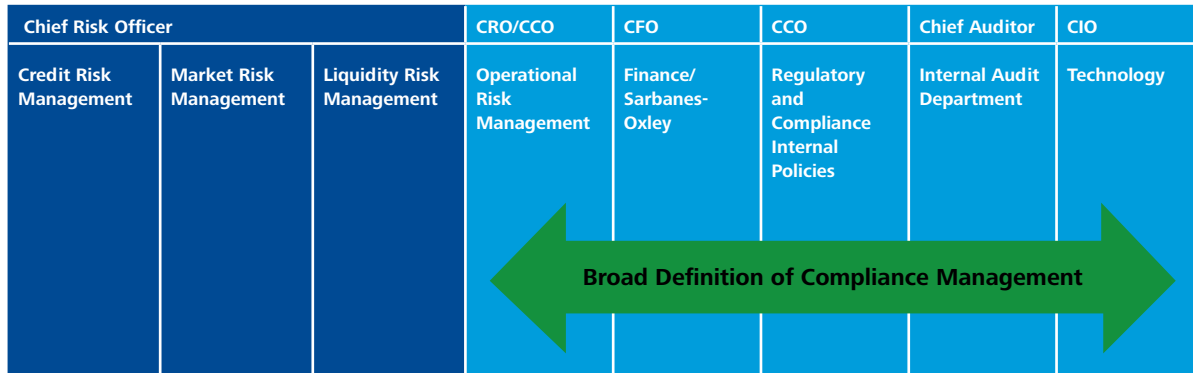 Chief Risk Officer
CRO/CCO
CFO
CCO
Chief Auditor
CIO
Credit Risk
Management
Market Risk
Management
Liquidity Risk
Management
Operational
Risk
Management
Finance/
Sarbanes-
Oxley
Regulatory
and
Compliance
Internal
Policies
Internal Audit
Department
Technology
Broad Definition of Compliance Management